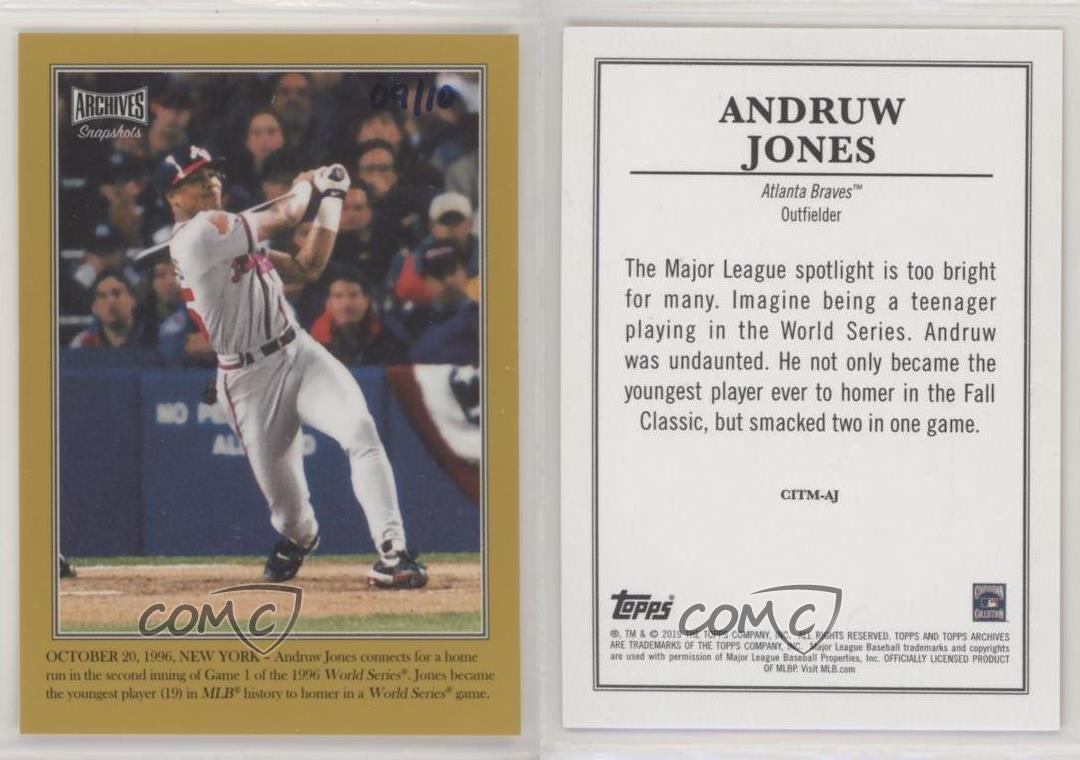 ARCHIVES
Snapshots
09/10
NO P
AL
COMC
OCTOBER 20, 1996, NEW YORK – Andruw Jones connects for a home
run in the second inning of Game 1 of the 1996 World Series®. Jones became
the youngest player (19) in MLB® history to homer in a World Series® game.
ANDRUW
JONES
Atlanta Braves™
Outfielder
The Major League spotlight is too bright
for many. Imagine being a teenager
playing in the World Series. Andruw
was undaunted. He not only became the
youngest player ever to homer in the Fall
Classic, but smacked two in one game.
CITM-AJ
Topps
COMC
COOPERSTOWN
COLLECTION
®, TM & © 2019 THE TOPPS COMPANY, INC. ALL RIGHTS RESERVED. TOPPS AND TOPPS ARCHIVES
ARE TRADEMARKS OF THE TOPPS COMPANY, INC. Major League Baseball trademarks and copyrights
are used with permission of Major League Baseball Properties, Inc. OFFICIALLY LICENSED PRODUCT
OF MLBP. Visit MLB.com